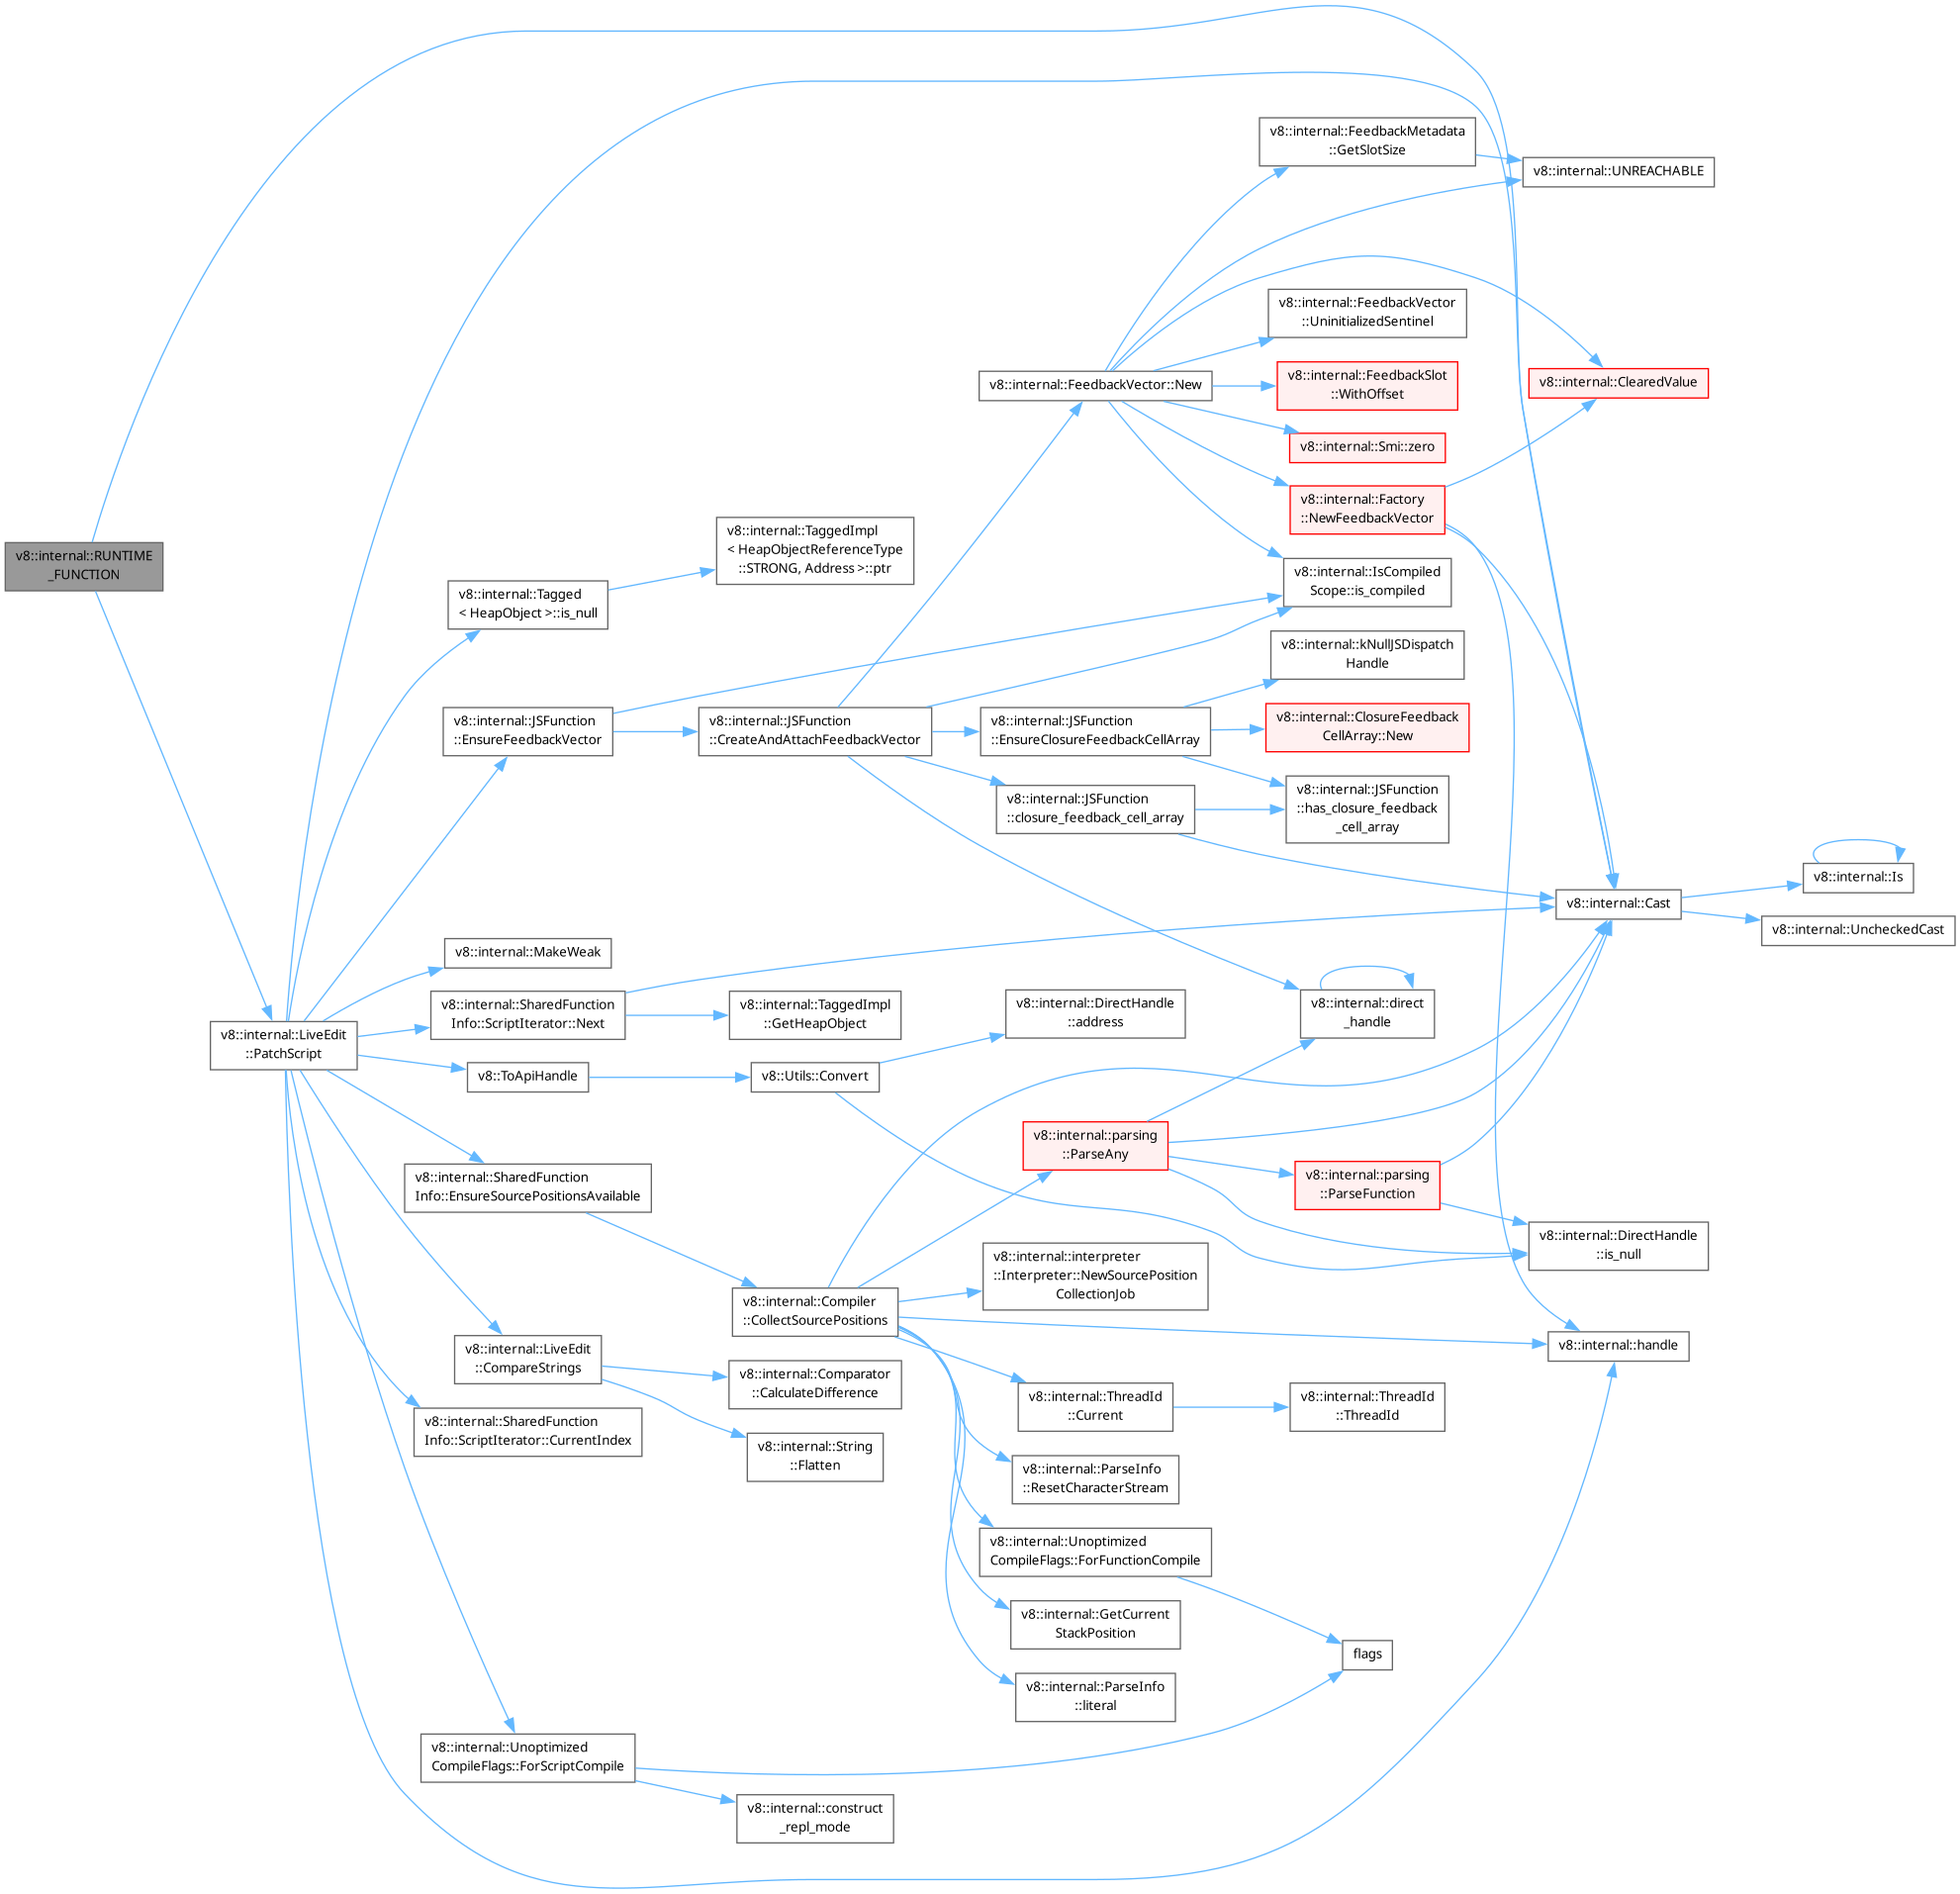 v8::internal::RUNTIME
_FUNCTION
v8::internal::LiveEdit
::PatchScript
v8::internal::Tagged
< HeapObject >::is_null
v8::internal::JSFunction
::EnsureFeedbackVector
v8::internal::MakeWeak
v8::internal::SharedFunction
Info::ScriptIterator::Next
v8::ToApiHandle
v8::internal::SharedFunction
Info::EnsureSourcePositionsAvailable
v8::internal::LiveEdit
::CompareStrings
v8::internal::SharedFunction
Info::ScriptIterator::CurrentIndex
v8::internal::Unoptimized
CompileFlags::ForScriptCompile
v8::internal::TaggedImpl
< HeapObjectReferenceType
::STRONG, Address >::ptr
v8::internal::JSFunction
::CreateAndAttachFeedbackVector
v8::internal::TaggedImpl
::GetHeapObject
v8::Utils::Convert
v8::internal::Compiler
::CollectSourcePositions
v8::internal::Comparator
::CalculateDifference
v8::internal::String
::Flatten
v8::internal::construct
_repl_mode
v8::internal::FeedbackVector::New
v8::internal::JSFunction
::EnsureClosureFeedbackCellArray
v8::internal::JSFunction
::closure_feedback_cell_array
v8::internal::DirectHandle
::address
v8::internal::parsing
::ParseAny
v8::internal::interpreter
::Interpreter::NewSourcePosition
CollectionJob
v8::internal::ThreadId
::Current
v8::internal::ParseInfo
::ResetCharacterStream
v8::internal::Unoptimized
CompileFlags::ForFunctionCompile
v8::internal::GetCurrent
StackPosition
v8::internal::ParseInfo
::literal
v8::internal::FeedbackMetadata
::GetSlotSize
v8::internal::FeedbackVector
::UninitializedSentinel
v8::internal::FeedbackSlot
::WithOffset
v8::internal::Smi::zero
v8::internal::Factory
::NewFeedbackVector
v8::internal::IsCompiled
Scope::is_compiled
v8::internal::kNullJSDispatch
Handle
v8::internal::ClosureFeedback
CellArray::New
v8::internal::JSFunction
::has_closure_feedback
_cell_array
v8::internal::direct
_handle
v8::internal::parsing
::ParseFunction
v8::internal::ThreadId
::ThreadId
flags
v8::internal::UNREACHABLE
v8::internal::ClearedValue
v8::internal::Cast
v8::internal::DirectHandle
::is_null
v8::internal::handle
v8::internal::Is
v8::internal::UncheckedCast